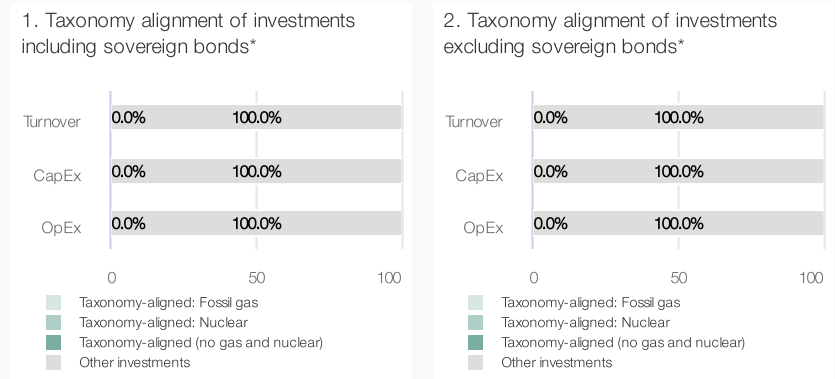 1. Taxonomy alignment of investments
including sovereign bonds*
Turnover 0.0% 100.0%
CapEx 0.0% 100.0%
OpEx 0.0% 100.0%
0 50 100
Taxonomy-aligned: Fossil gas
Taxonomy-aligned: Nuclear
Taxonomy-aligned (no gas and nuclear)
Other investments
2. Taxonomy alignment of investments
excluding sovereign bonds*
Turnover 0.0% 100.0%
CapEx 0.0% 100.0%
OpEx 0.0% 100.0%
0 50 100
Taxonomy-aligned: Fossil gas
Taxonomy-aligned: Nuclear
Taxonomy-aligned (no gas and nuclear)
Other investments